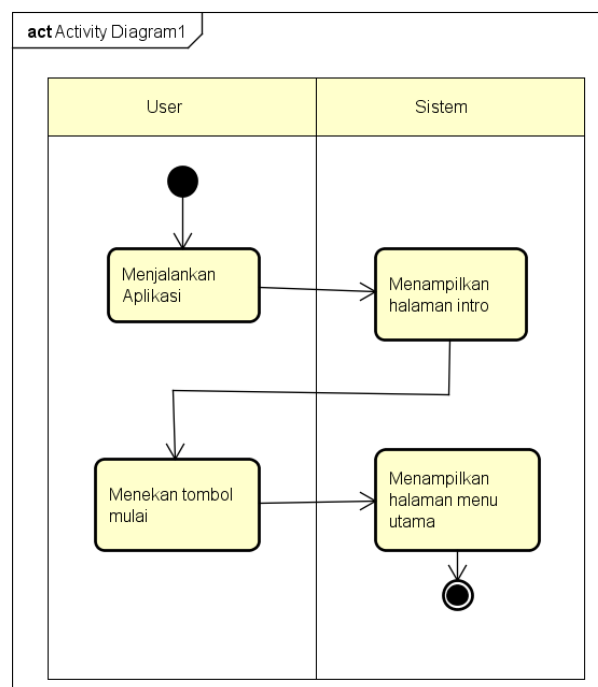 act Activity Diagram1
User
Sistem
Menjalankan
Aplikasi
Menampilkan
halaman intro
Menekan tombol
mulai
Menampilkan
halaman menu
utama